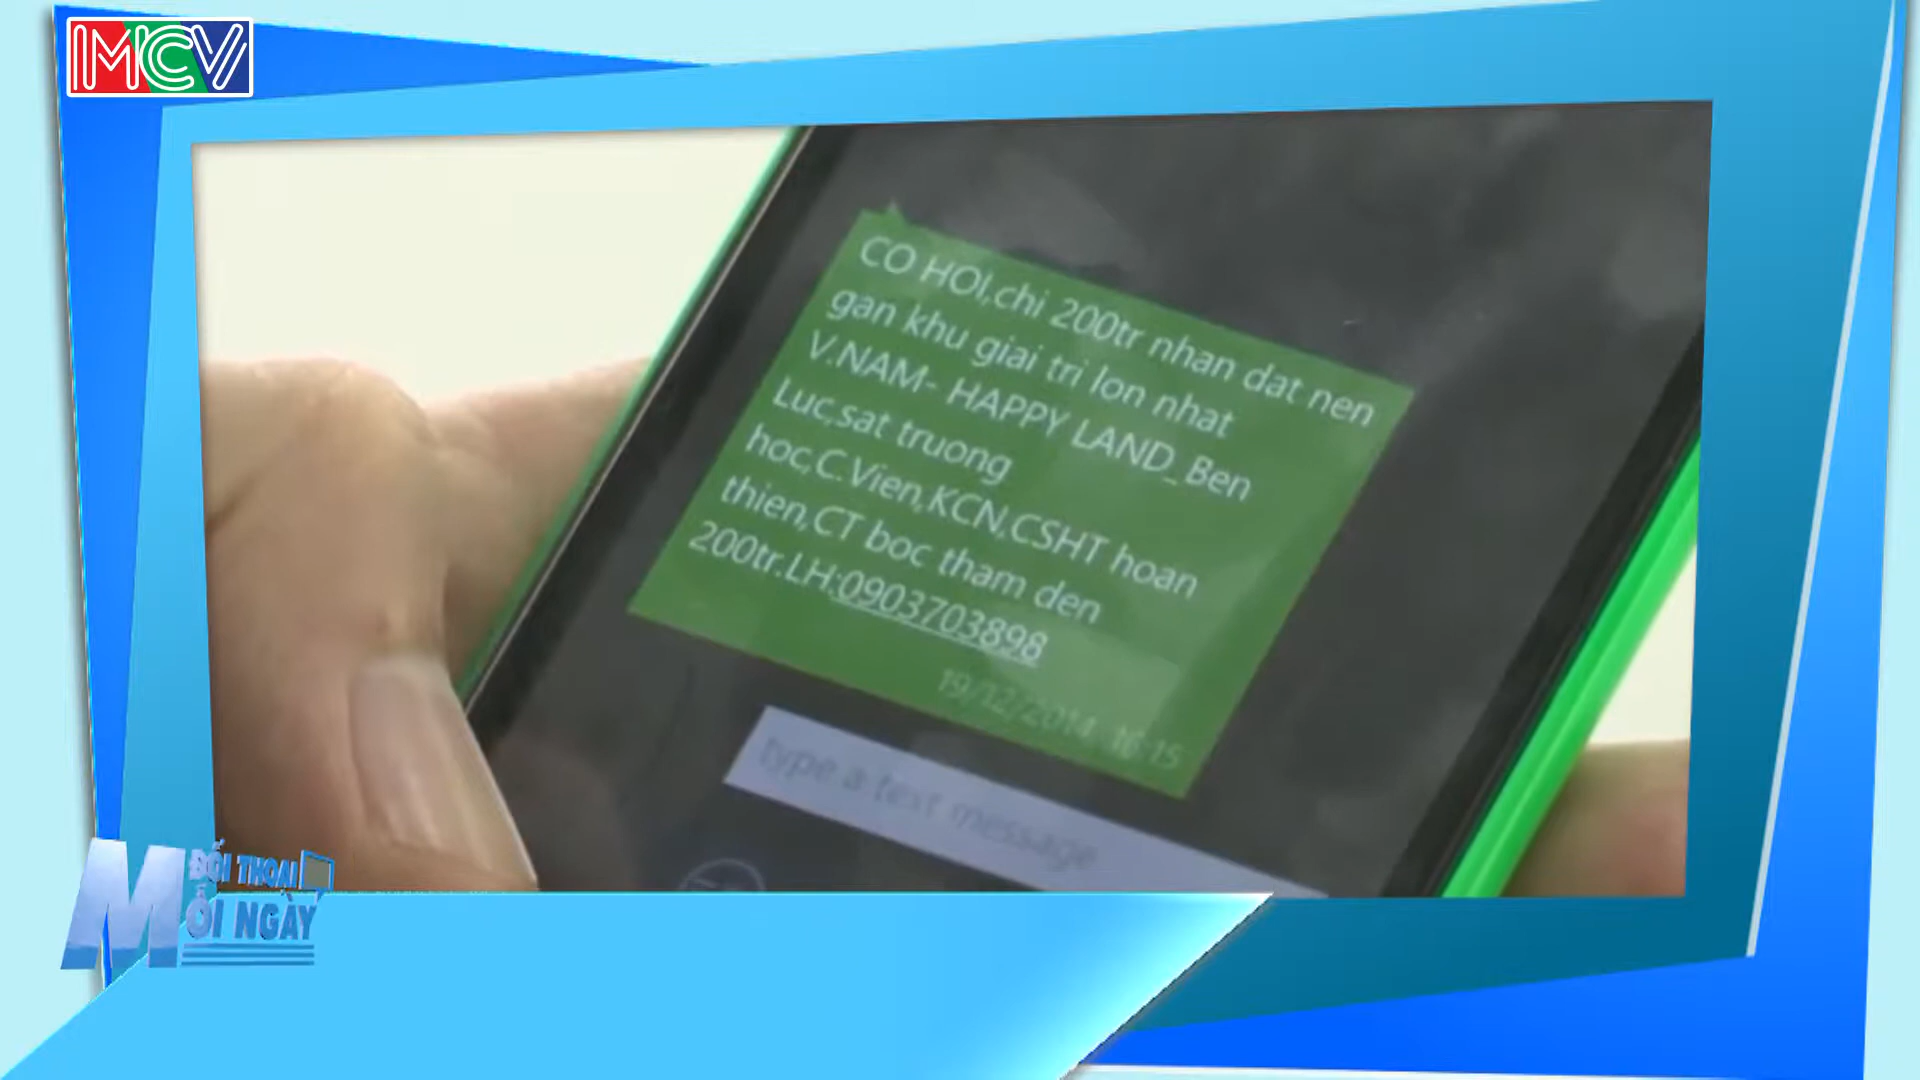 MCV
CO HOI,chi 200tr nhan dat nen
gan khu giai tri lon nhat
V.NAM- HAPPY LAND_Ben
Luc,sat truong
hoc,C.Vien,KCN,CSHT hoan
thien,CT boc tham den
200tr.LH:0903703898
19/12/2014 16:15
type a text message
ĐỐI THOẠI
MỖI NGÀY